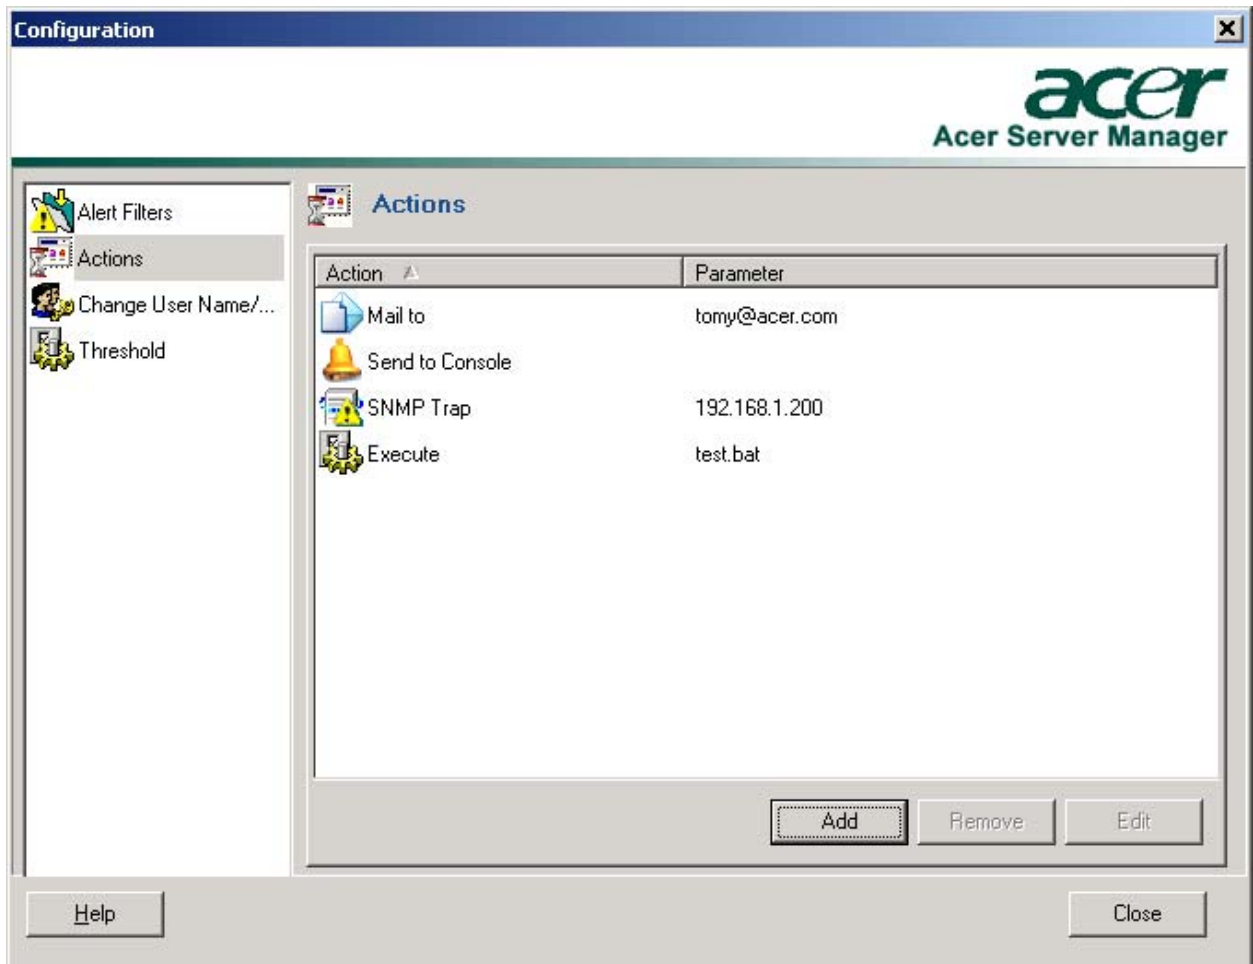 Configuration
acer
Acer Server Manager
Alert Filters
Actions
Change User Name/...
Threshold
Actions
Action Parameter
Mail to tomy@acer.com
Send to Console
SNMP Trap 192.168.1.200
Execute test.bat
Add Remove Edit
Help Close